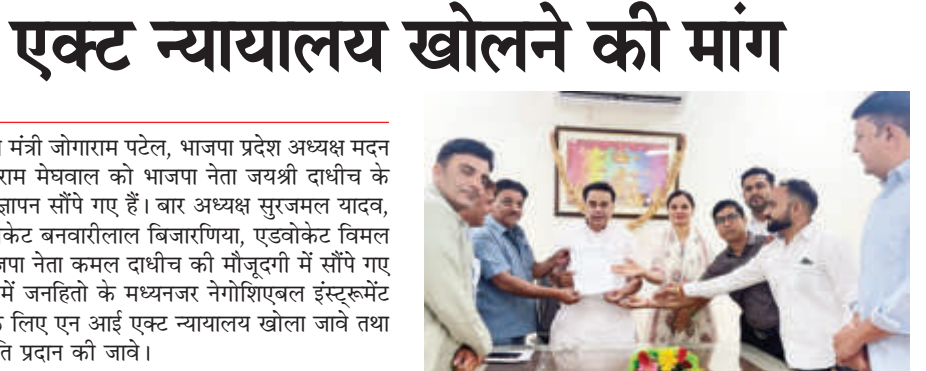 एक्ट न्यायालय खोलने की मांग
मंत्री जोगाराम पटेल, भाजपा प्रदेश अध्यक्ष मदन
राम मेघवाल को भाजपा नेता जयश्री दाधीच के
ज्ञापन सौंपे गए हैं। बार अध्यक्ष सुरजमल यादव,
केट बनवारीलाल बिजारणिया, एडवोकेट विमल
जपा नेता कमल दाधीच की मौजूदगी में सौंपे गए
में जनहितो के मध्यनजर नेगोशिएबल इंस्ट्रूमेंट
लिए एन आई एक्ट न्यायालय खोला जावे तथा
ति प्रदान की जावे।